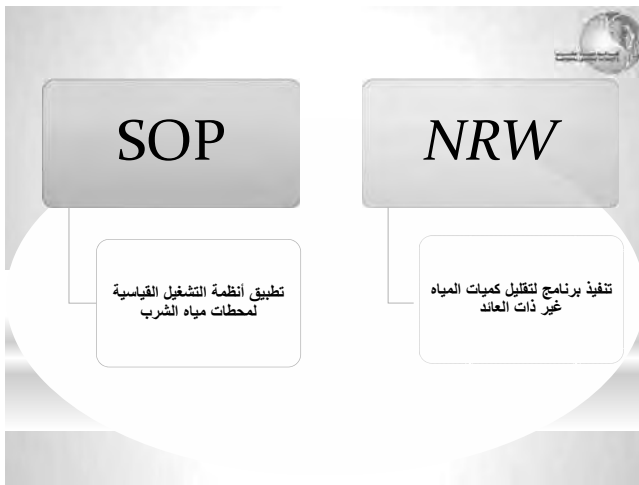 SOP
تطبيق أنظمة التشغيل القياسية
لمحطات مياه الشرب
NRW
تنفيذ برنامج لتقليل كميات المياه
غير ذات العائد